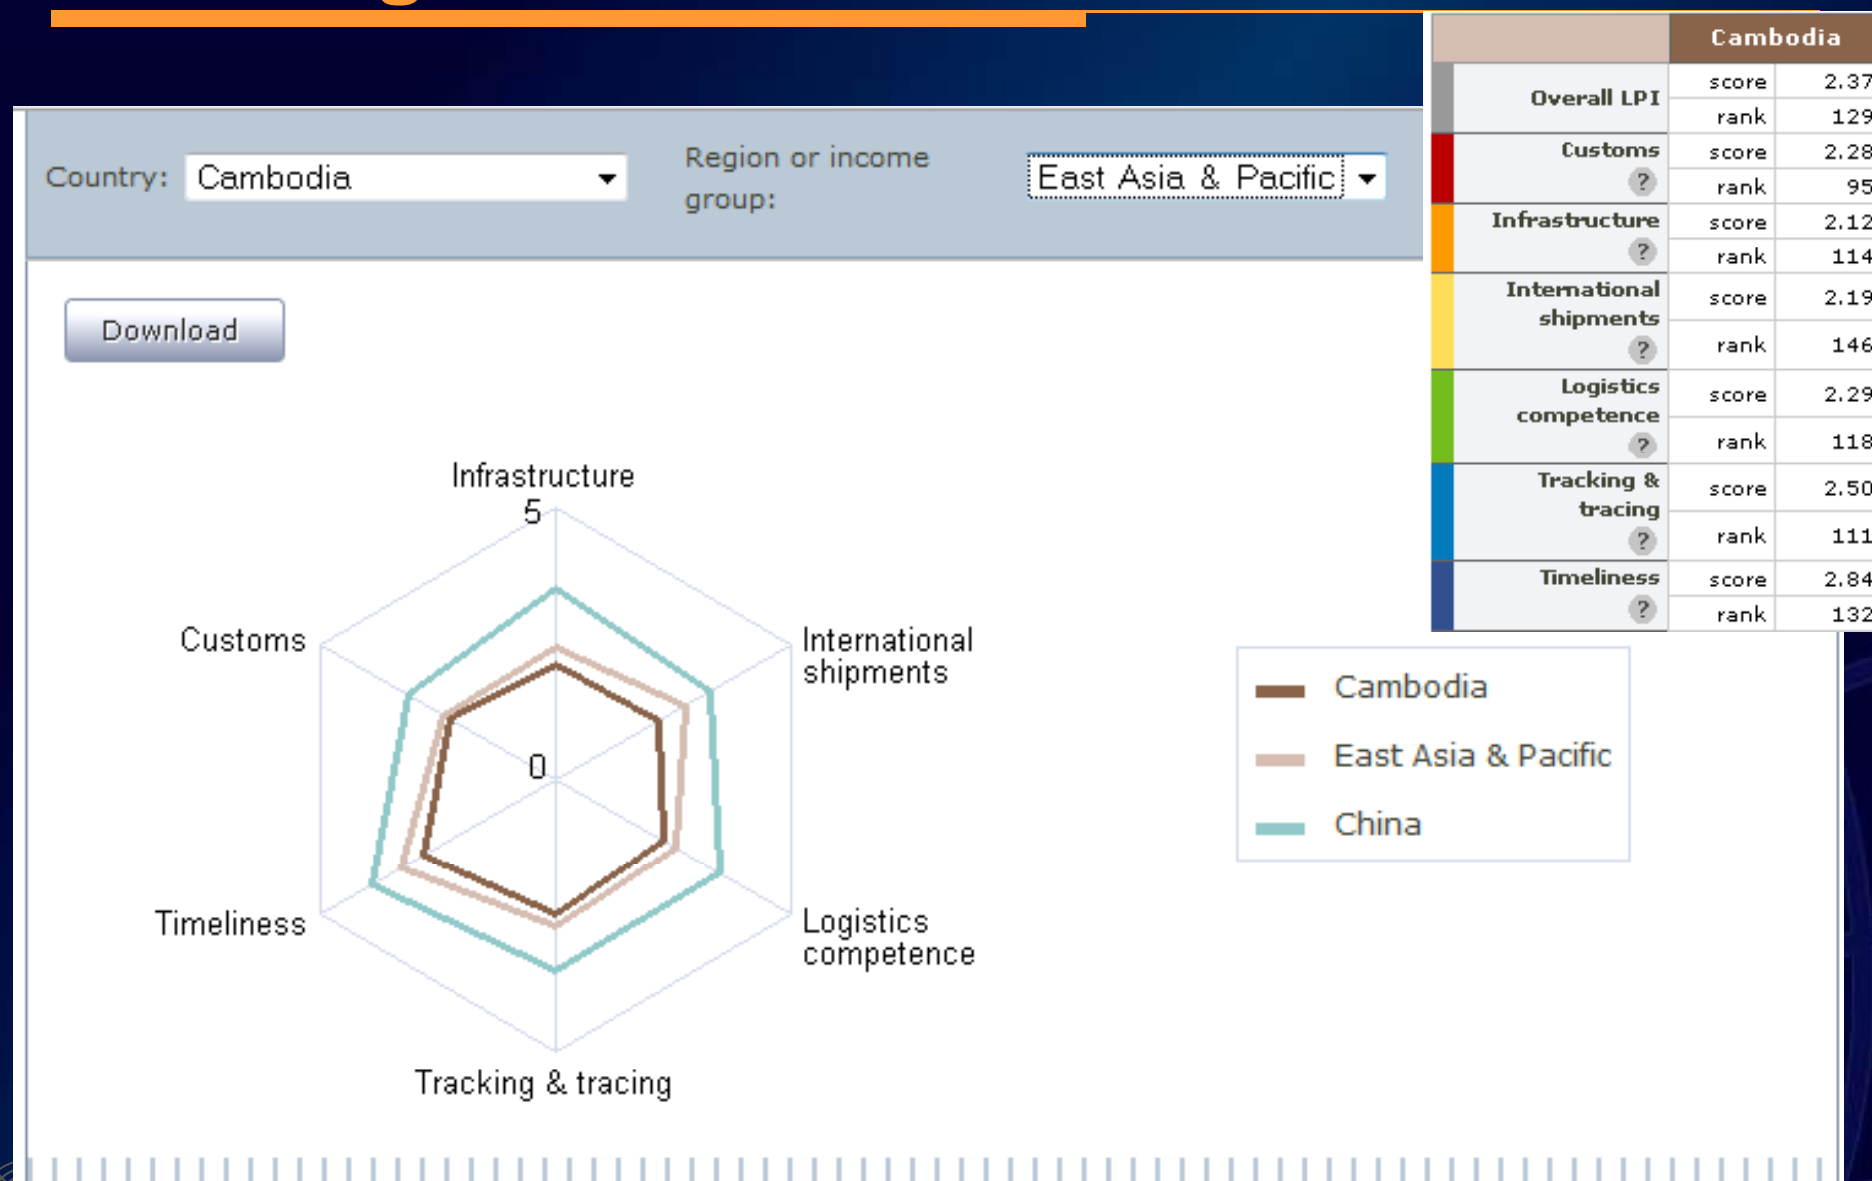 Country:
Cambodia
Region or income
group:
East Asia & Pacific
Download
Infrastructure
5
Customs
International
shipments
0
Timeliness
Logistics
competence
Tracking & tracing
Cambodia
East Asia & Pacific
China
Cambodia
Overall LPI
score 2.37
rank 129
Customs
?
score 2.28
rank 95
Infrastructure
?
score 2.12
rank 114
International
shipments
?
score 2.19
rank 146
Logistics
competence
?
score 2.29
rank 118
Tracking &
tracing
?
score 2.50
rank 111
Timeliness
?
score 2.84
rank 132